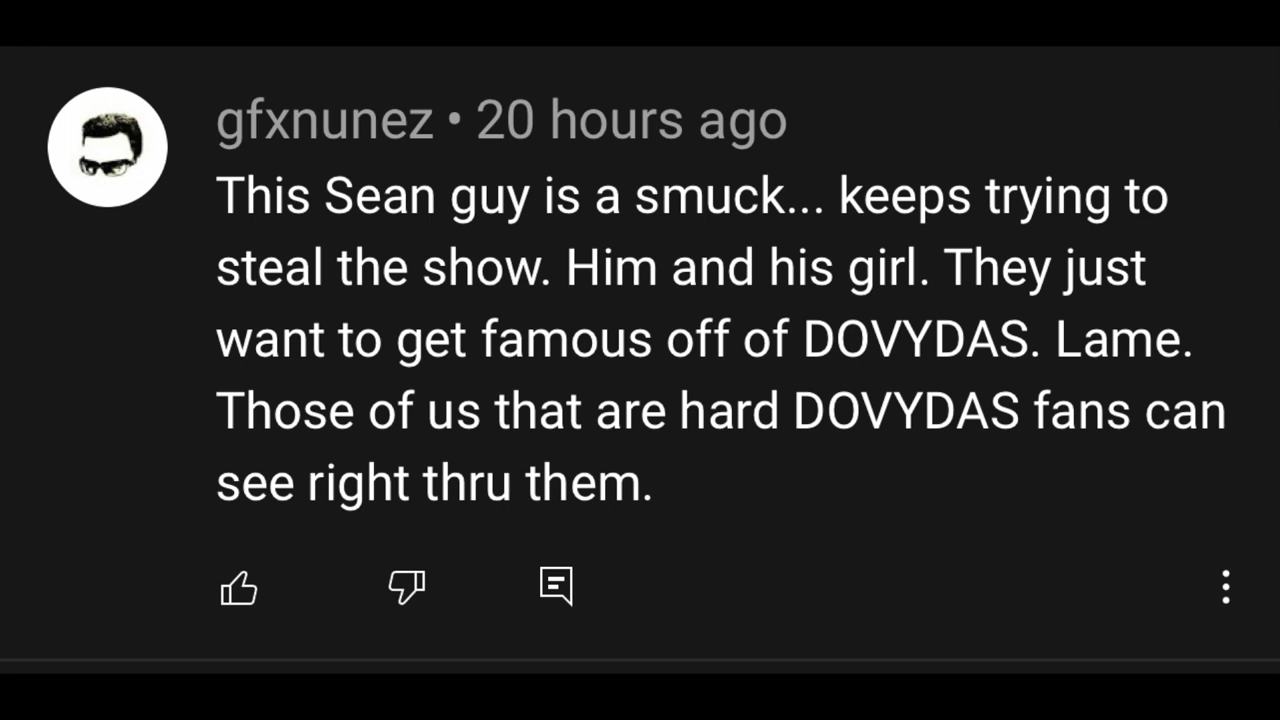 gfxnunez • 20 hours ago
This Sean guy is a smuck... keeps trying to
steal the show. Him and his girl. They just
want to get famous off of DOVYDAS. Lame.
Those of us that are hard DOVYDAS fans can
see right thru them.